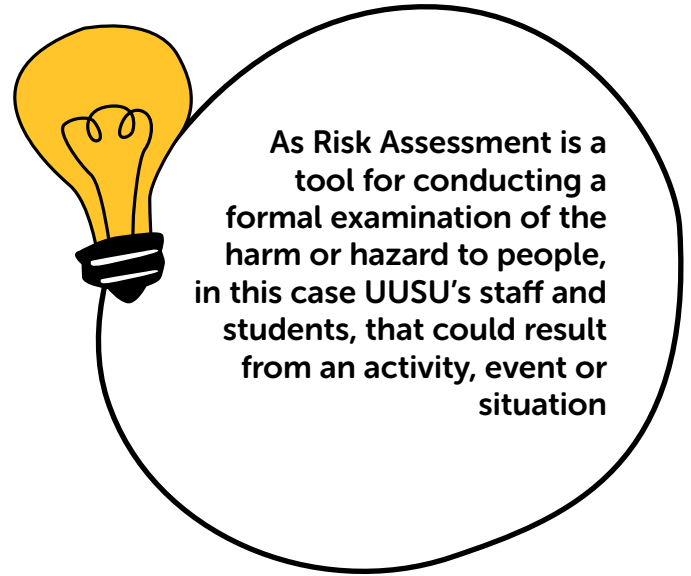 As Risk Assessment is a
tool for conducting a
formal examination of the
harm or hazard to people,
in this case UUSU’s staff and
students, that could result
from an activity, event or
situation